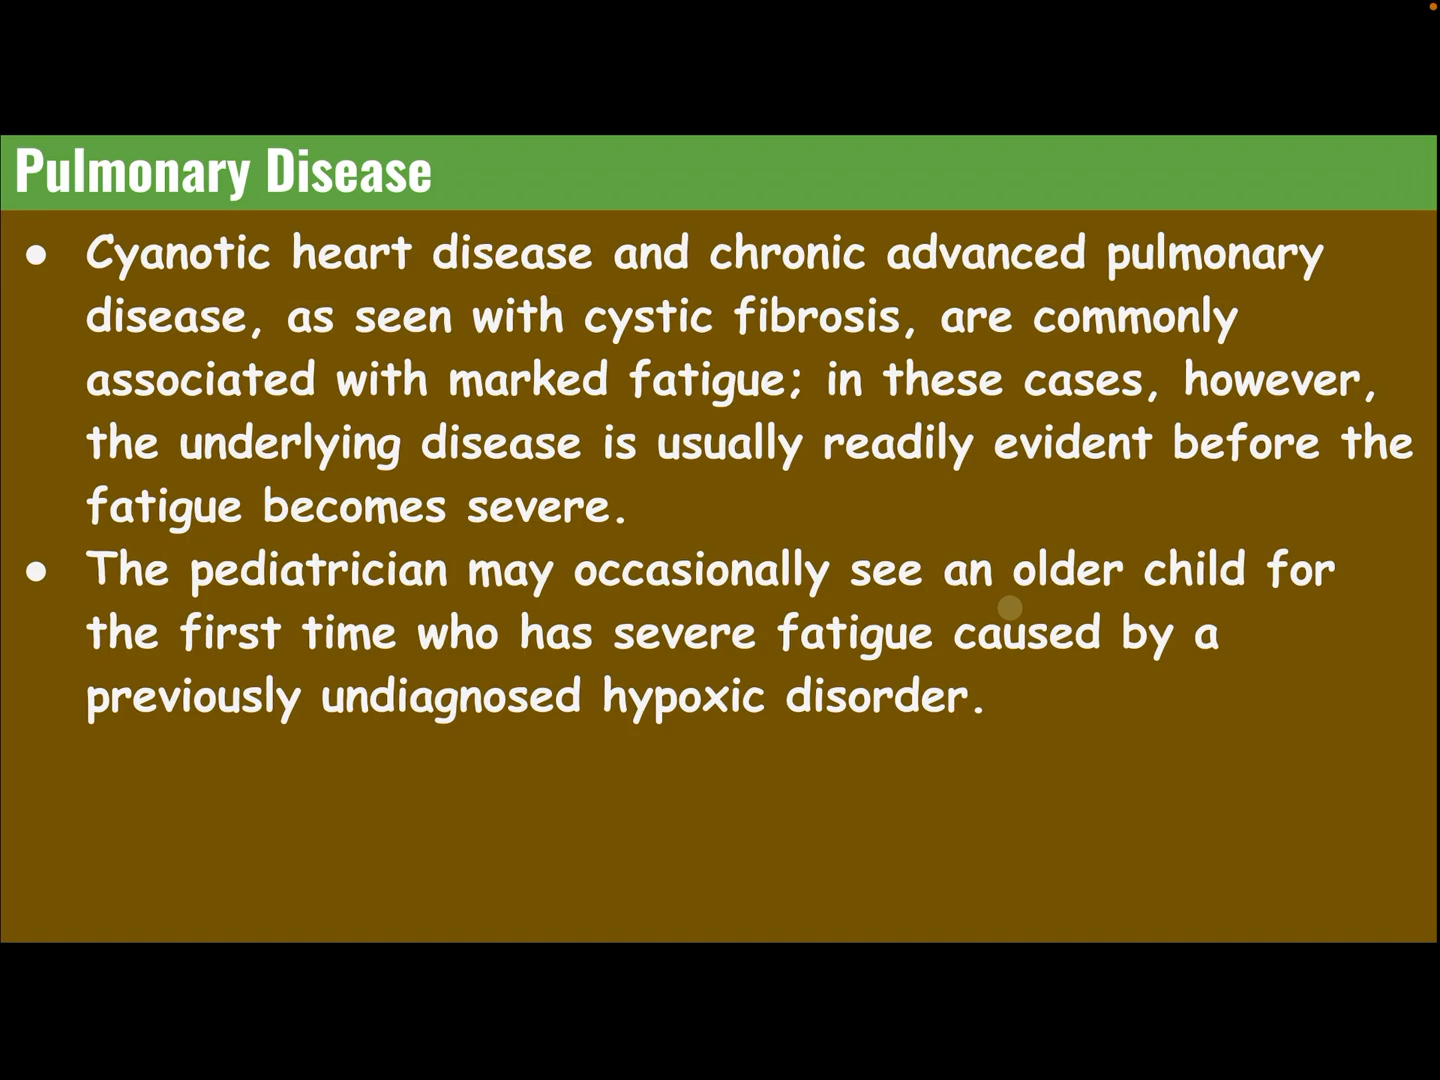 Pulmonary Disease
● Cyanotic heart disease and chronic advanced pulmonary
disease, as seen with cystic fibrosis, are commonly
associated with marked fatigue; in these cases, however,
the underlying disease is usually readily evident before the
fatigue becomes severe.
● The pediatrician may occasionally see an older child for
the first time who has severe fatigue caused by a
previously undiagnosed hypoxic disorder.